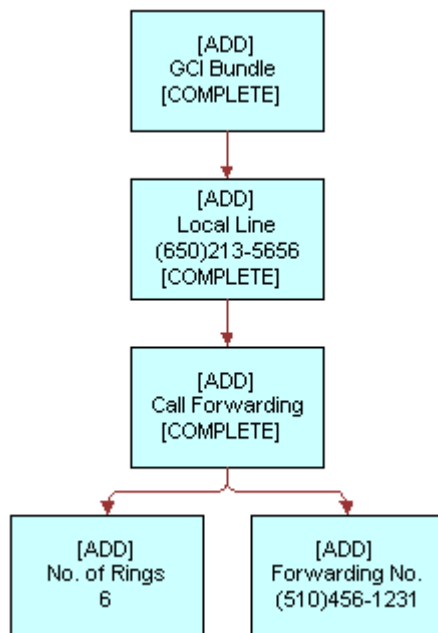 [ADD]
GCI Bundle
[COMPLETE]
[ADD]
Local Line
(650)213-5656
[COMPLETE]
[ADD]
Call Forwarding
[COMPLETE]
[ADD]
No. of Rings
6
[ADD]
Forwarding No.
(510)456-1231